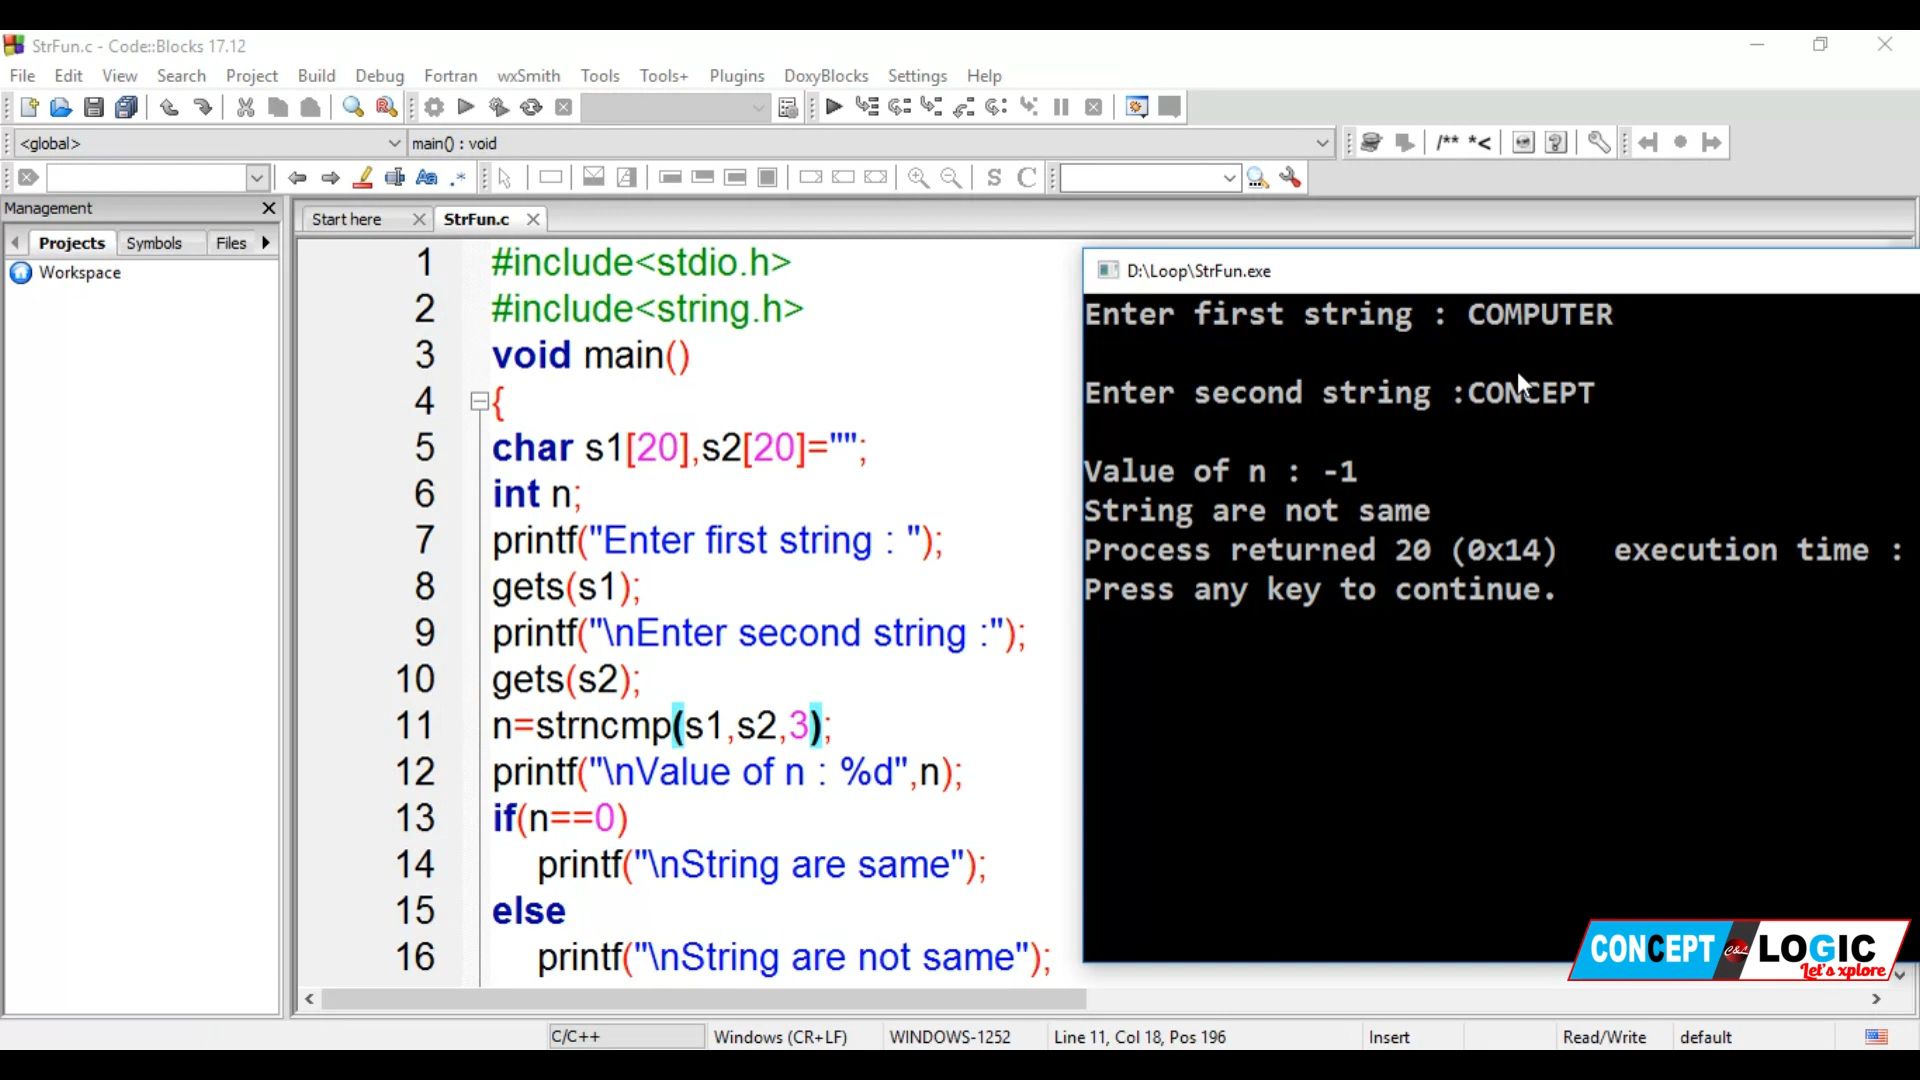 StrFun.c - Code::Blocks 17.12
File Edit View Search Project Build Debug Fortran wxSmith Tools Tools+ Plugins DoxyBlocks Settings Help
<global> main() : void
/** *<
Aa .* S C
Management
Projects Symbols Files
Workspace
Start here StrFun.c
1 #include<stdio.h>
2 #include<string.h>
3 void main()
4 {
5 char s1[20],s2[20]="";
6 int n;
7 printf("Enter first string : ");
8 gets(s1);
9 printf("\nEnter second string :");
10 gets(s2);
11 n=strncmp(s1,s2,3);
12 printf("\nValue of n : %d",n);
13 if(n==0)
14 printf("\nString are same");
15 else
16 printf("\nString are not same");
D:\Loop\StrFun.exe
Enter first string : COMPUTER
Enter second string :CONCEPT
Value of n : -1
String are not same
Process returned 20 (0x14) execution time :
Press any key to continue.
CONCEPT C&L LOGIC
Let's xplore
C/C++ Windows (CR+LF) WINDOWS-1252 Line 11, Col 18, Pos 196 Insert Read/Write default